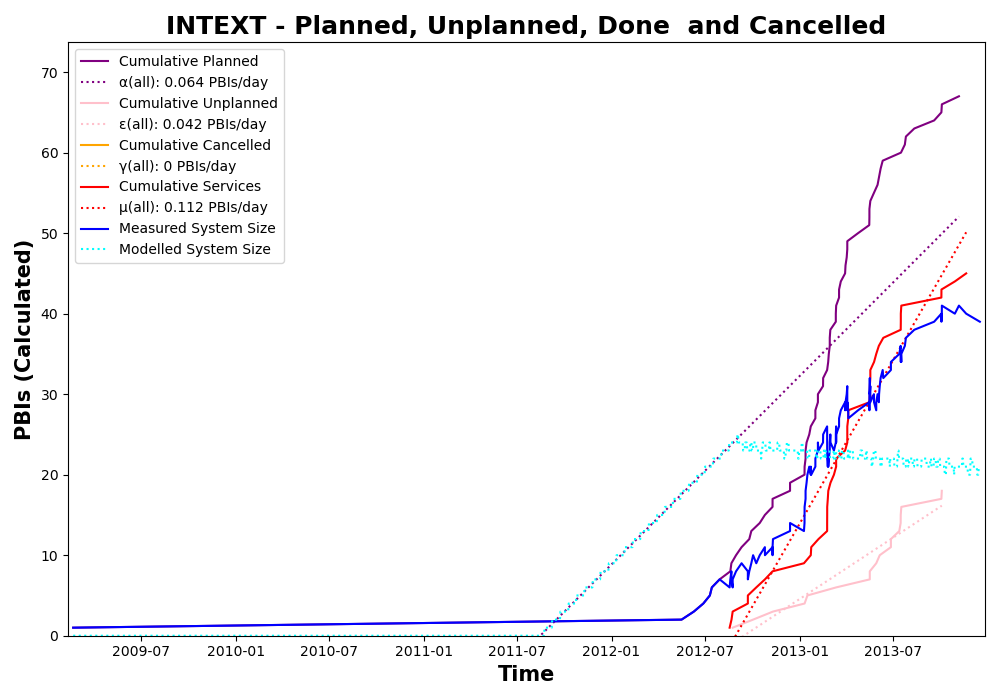 INTEXT - Planned, Unplanned, Done  and Cancelled
Cumulative Planned
α(all): 0.064 PBIs/day
Cumulative Unplanned
ε(all): 0.042 PBIs/day
Cumulative Cancelled
γ(all): 0 PBIs/day
Cumulative Services
μ(all): 0.112 PBIs/day
Measured System Size
Modelled System Size
PBIs (Calculated)
70
60
50
40
30
20
10
0
2009-07
2010-01
2010-07
2011-01
2011-07
2012-01
2012-07
2013-01
2013-07
Time